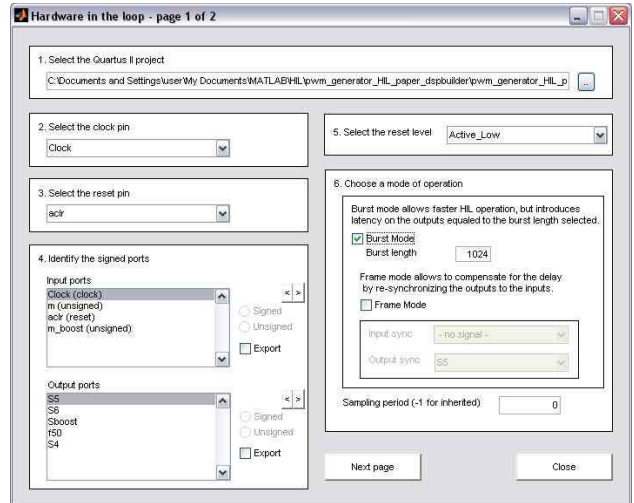 Hardware in the loop - page 1 of 2
1. Select the Quartus II project
C:\Documents and Settings\user\My Documents\MATLAB\HIL\pwm_generator_HIL_paper_dspbuilder\pwm_generator_HIL_p
..
2. Select the clock pin
Clock
3. Select the reset pin
aclr
4. Identify the signed ports
Input ports
Clock (clock)
m (unsigned)
aclr (reset)
m_boost (unsigned)
< >
Signed
Unsigned
Export
Output ports
S5
S6
Sboost
f50
S4
< >
Signed
Unsigned
Export
5. Select the reset level
Active_Low
6. Choose a mode of operation
Burst mode allows faster HIL operation, but introduces
latency on the outputs equaled to the burst length selected.
Burst Mode
Burst length
1024
Frame mode allows to compensate for the delay
by re-synchronizing the outputs to the inputs.
Frame Mode
Input sync
- no signal -
Output sync
S5
Sampling period (-1 for inherited)
0
Next page
Close